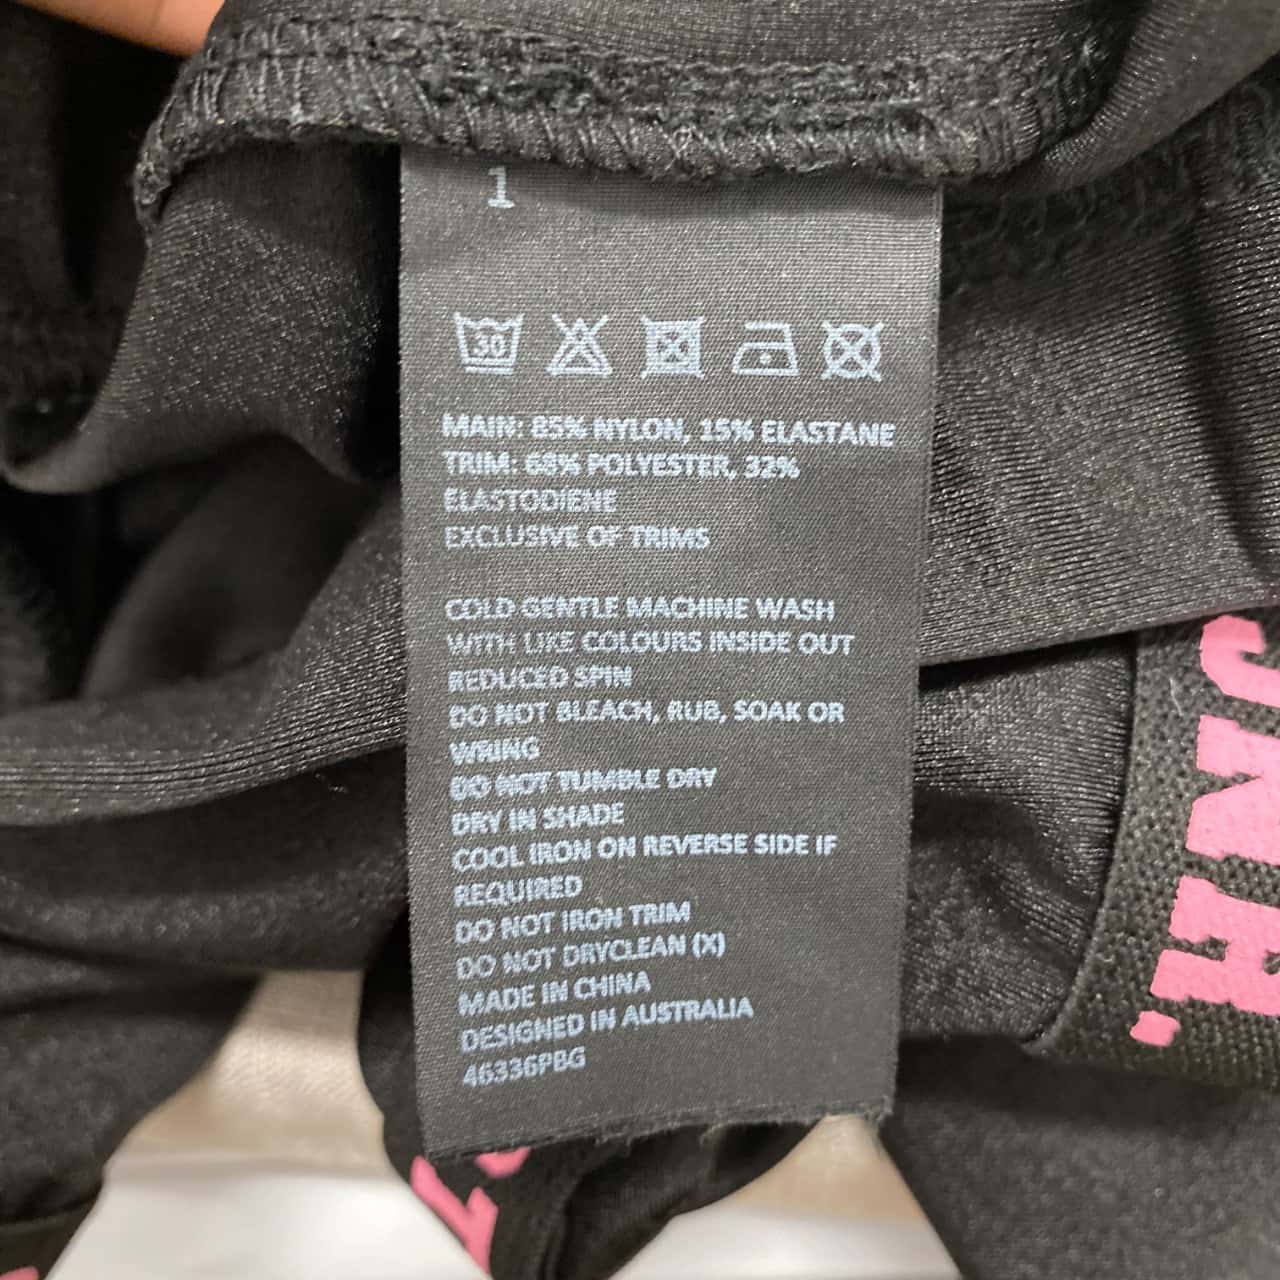 1
30
MAIN: 85% NYLON, 15% ELASTANE
TRIM: 68% POLYESTER, 32%
ELASTODIENE
EXCLUSIVE OF TRIMS
COLD GENTLE MACHINE WASH
WITH LIKE COLOURS INSIDE OUT
REDUCED SPIN
DO NOT BLEACH, RUB, SOAK OR
WRING
DO NOT TUMBLE DRY
DRY IN SHADE
COOL IRON ON REVERSE SIDE IF
REQUIRED
DO NOT IRON TRIM
DO NOT DRYCLEAN (X)
MADE IN CHINA
DESIGNED IN AUSTRALIA
46336PBG